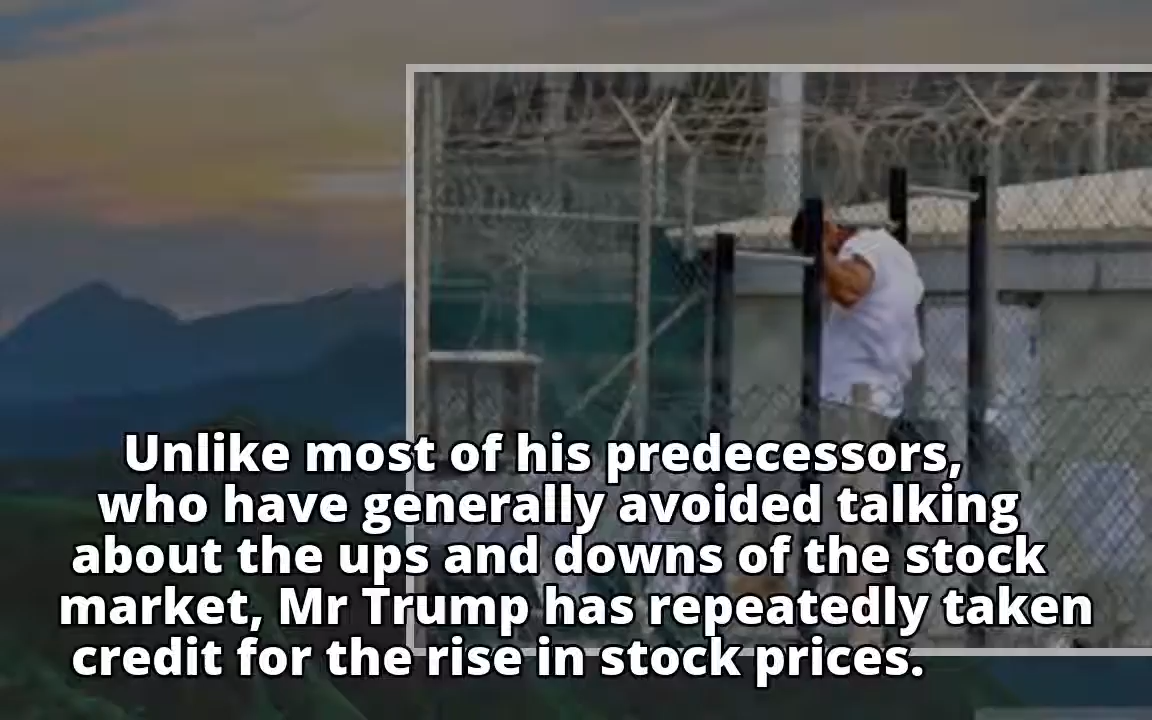 Unlike most of his predecessors,
who have generally avoided talking
about the ups and downs of the stock
market, Mr Trump has repeatedly taken
credit for the rise in stock prices.